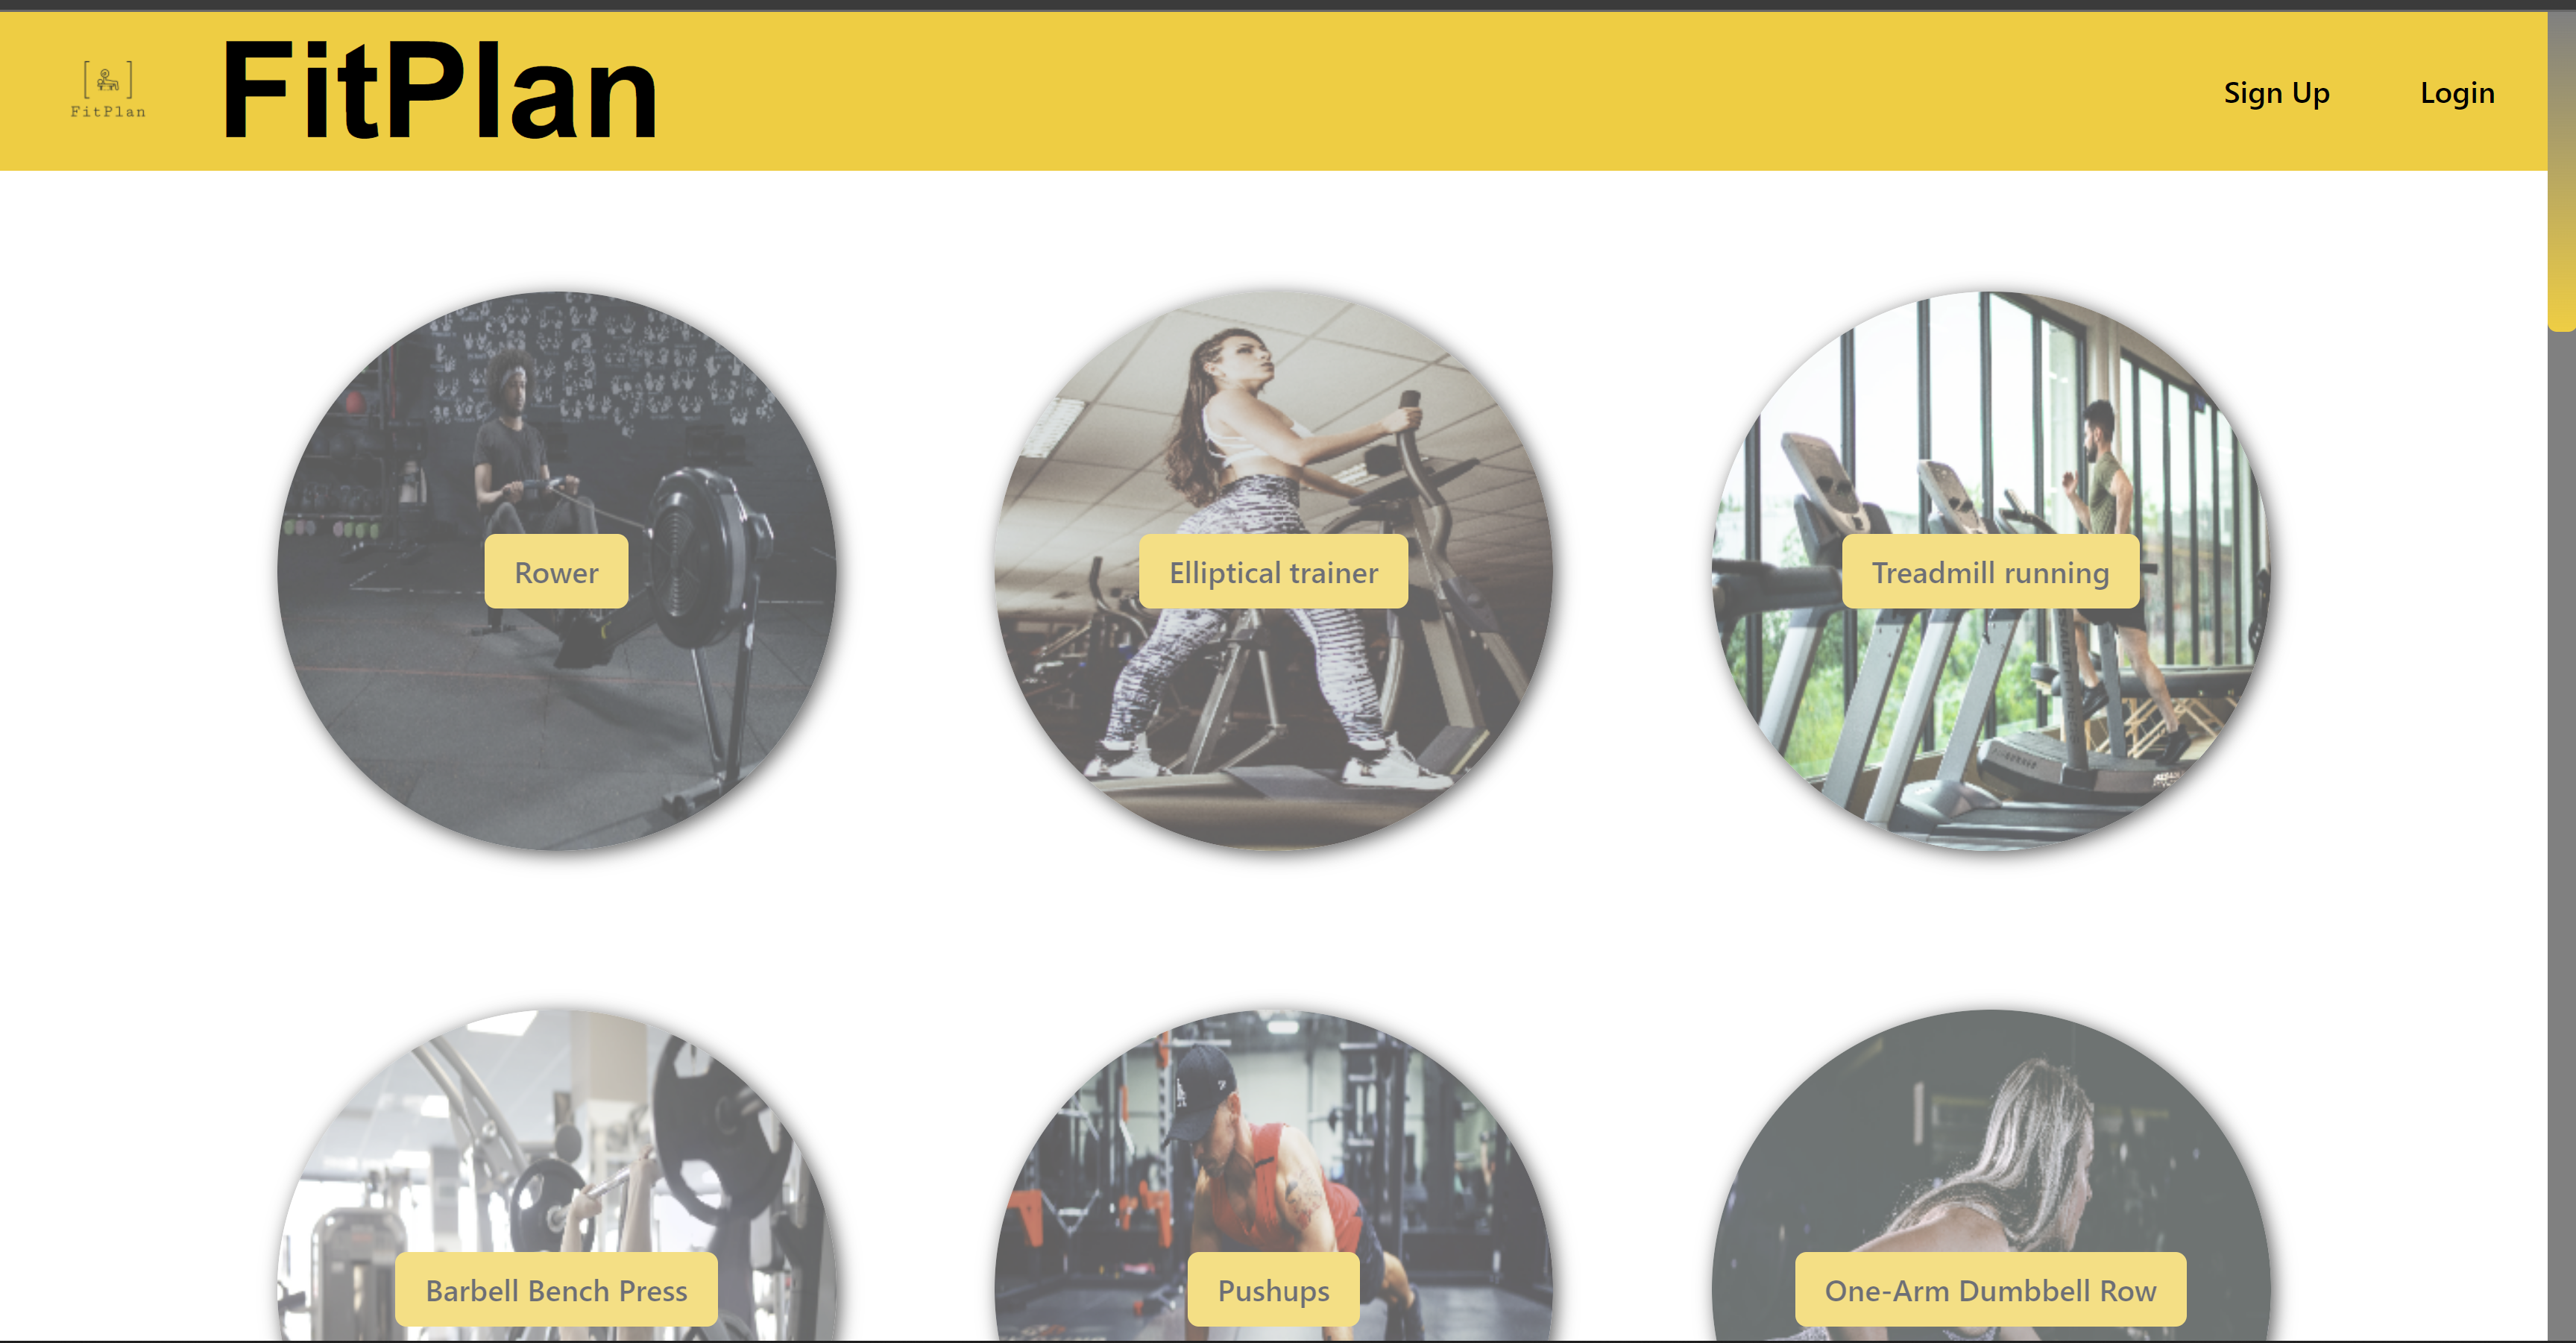 FitPlan
FitPlan
Sign Up
Login
Rower
Elliptical trainer
Treadmill running
Barbell Bench Press
Pushups
One-Arm Dumbbell Row